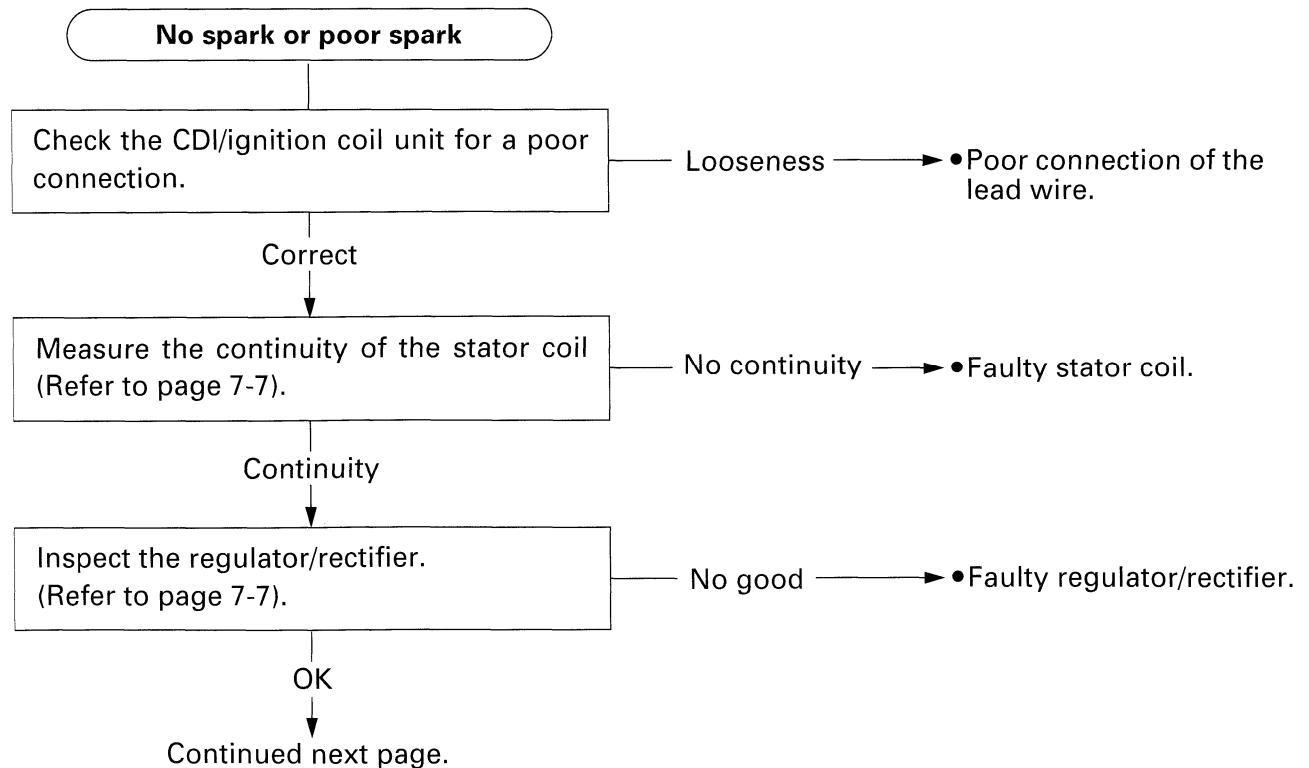 No spark or poor spark
Check the CDI/ignition coil unit for a poor
connection.
Looseness
•Poor connection of the
lead wire.
Correct
Measure the continuity of the stator coil
(Refer to page 7-7).
No continuity
•Faulty stator coil.
Continuity
Inspect the regulator/rectifier.
(Refer to page 7-7).
No good
•Faulty regulator/rectifier.
OK
Continued next page.